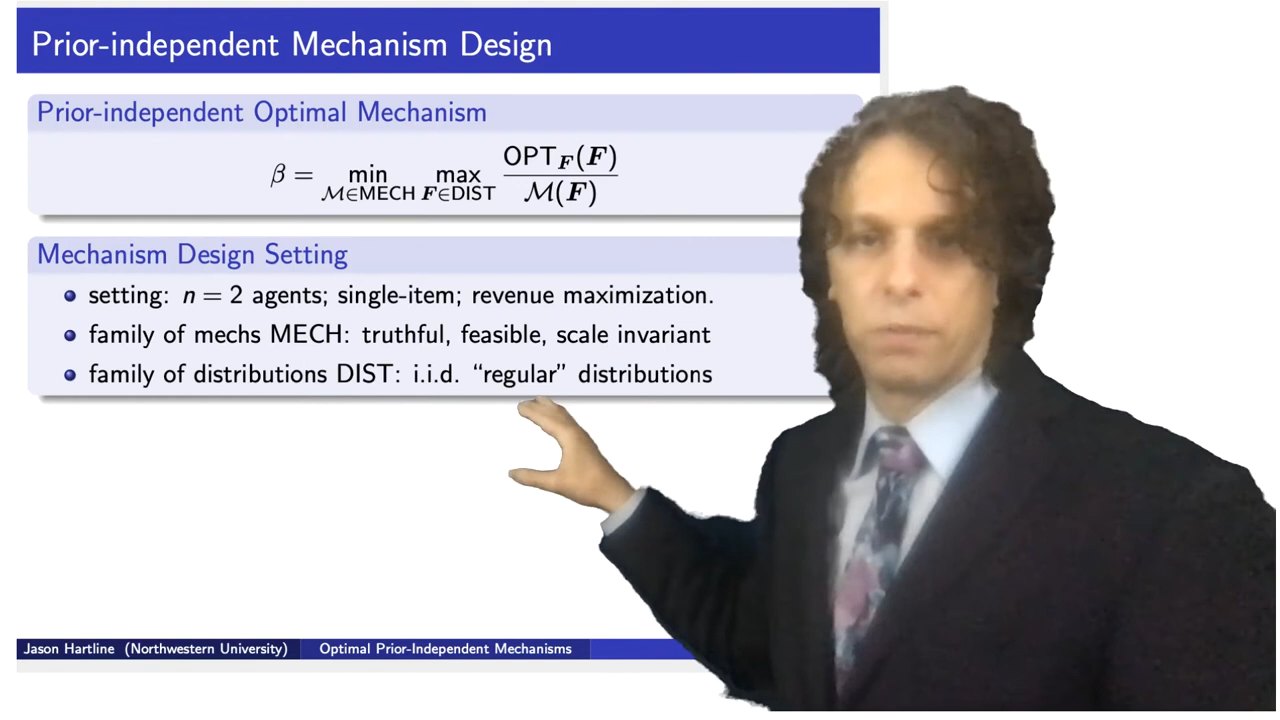 Prior-independent Mechanism Design
Prior-independent Optimal Mechanism
β = min max OPT_F(F) / M(F)
M∈MECH F∈DIST
Mechanism Design Setting
setting: n = 2 agents; single-item; revenue maximization.
family of mechs MECH: truthful, feasible, scale invariant
family of distributions DIST: i.i.d. “regular” distributions
Jason Hartline (Northwestern University) Optimal Prior-Independent Mechanisms